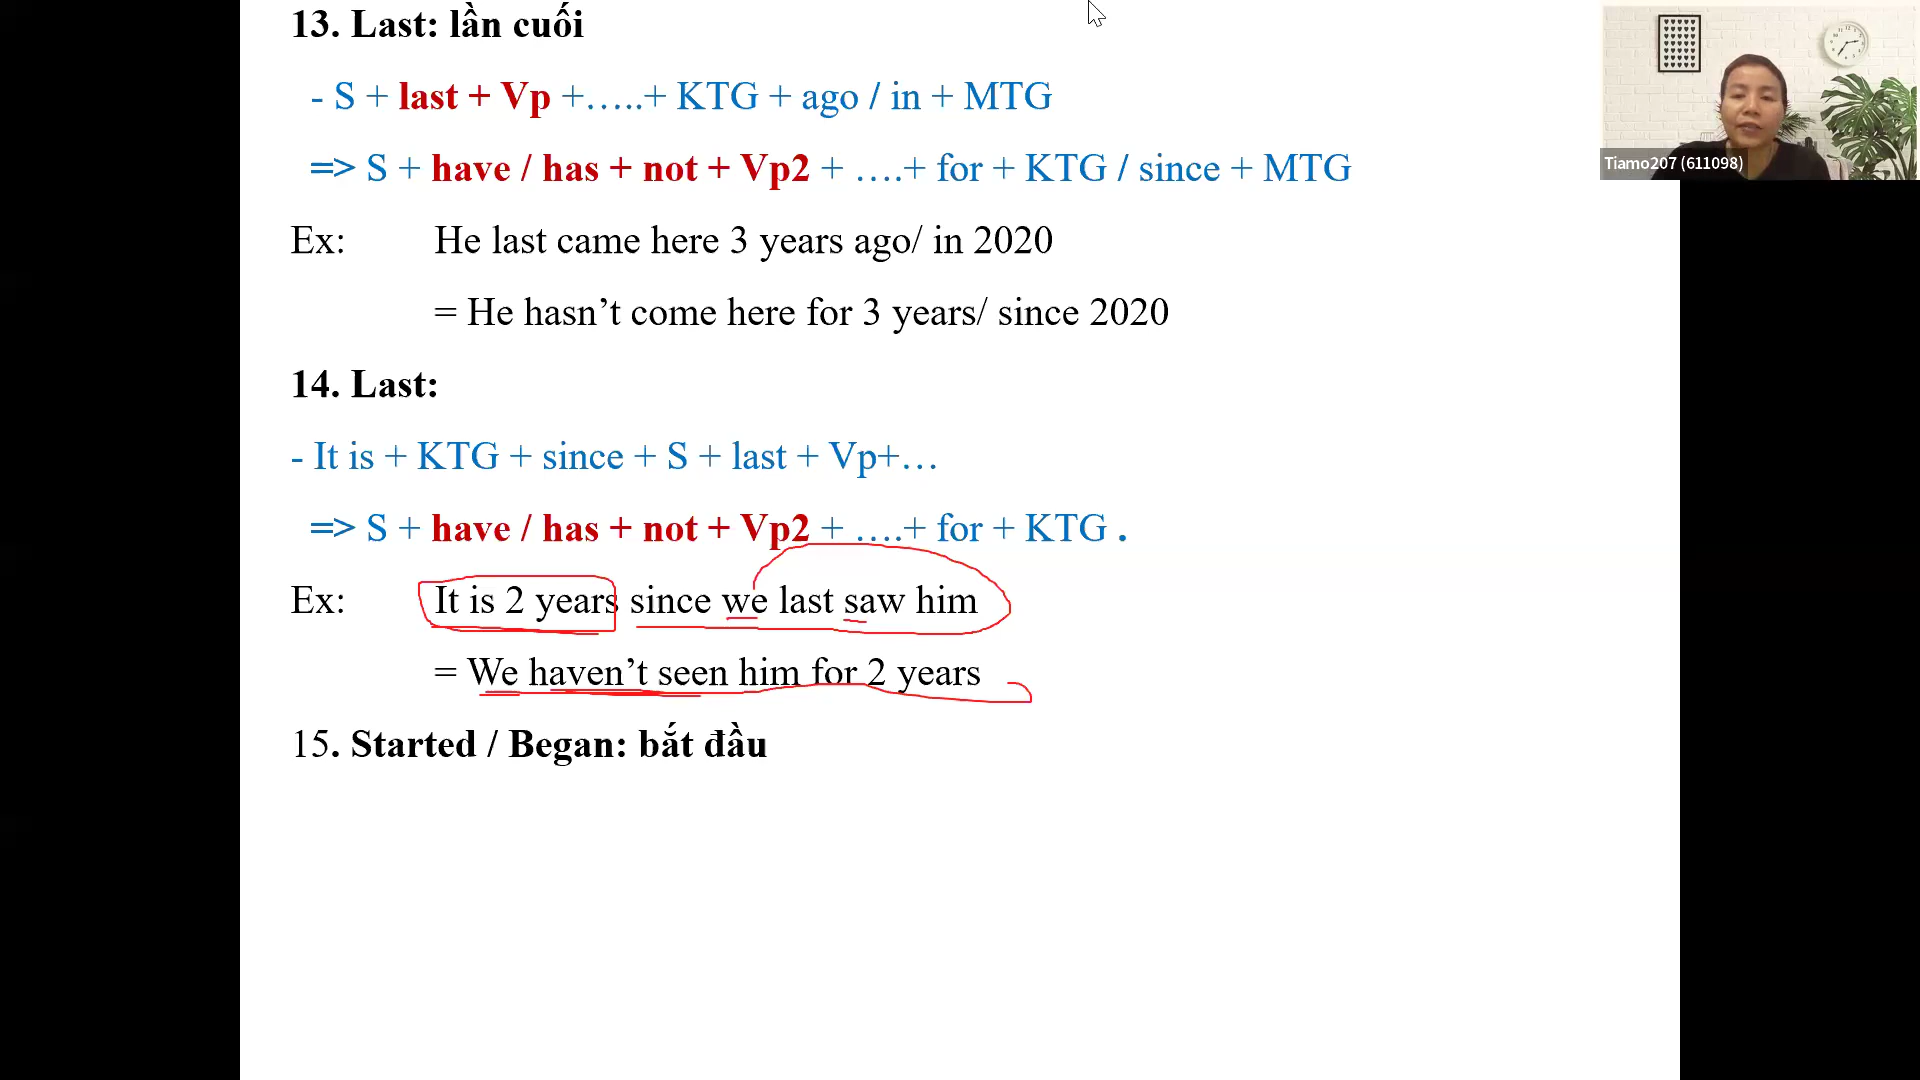 13. Last: lần cuối
- S + last + Vp +…..+ KTG + ago / in + MTG
=> S + have / has + not + Vp2 + ….+ for + KTG / since + MTG
Ex: He last came here 3 years ago/ in 2020
= He hasn’t come here for 3 years/ since 2020
14. Last:
- It is + KTG + since + S + last + Vp+…
=> S + have / has + not + Vp2 + ….+ for + KTG .
Ex: It is 2 years since we last saw him
= We haven’t seen him for 2 years
15. Started / Began: bắt đầu
Tiamo207 (611098)